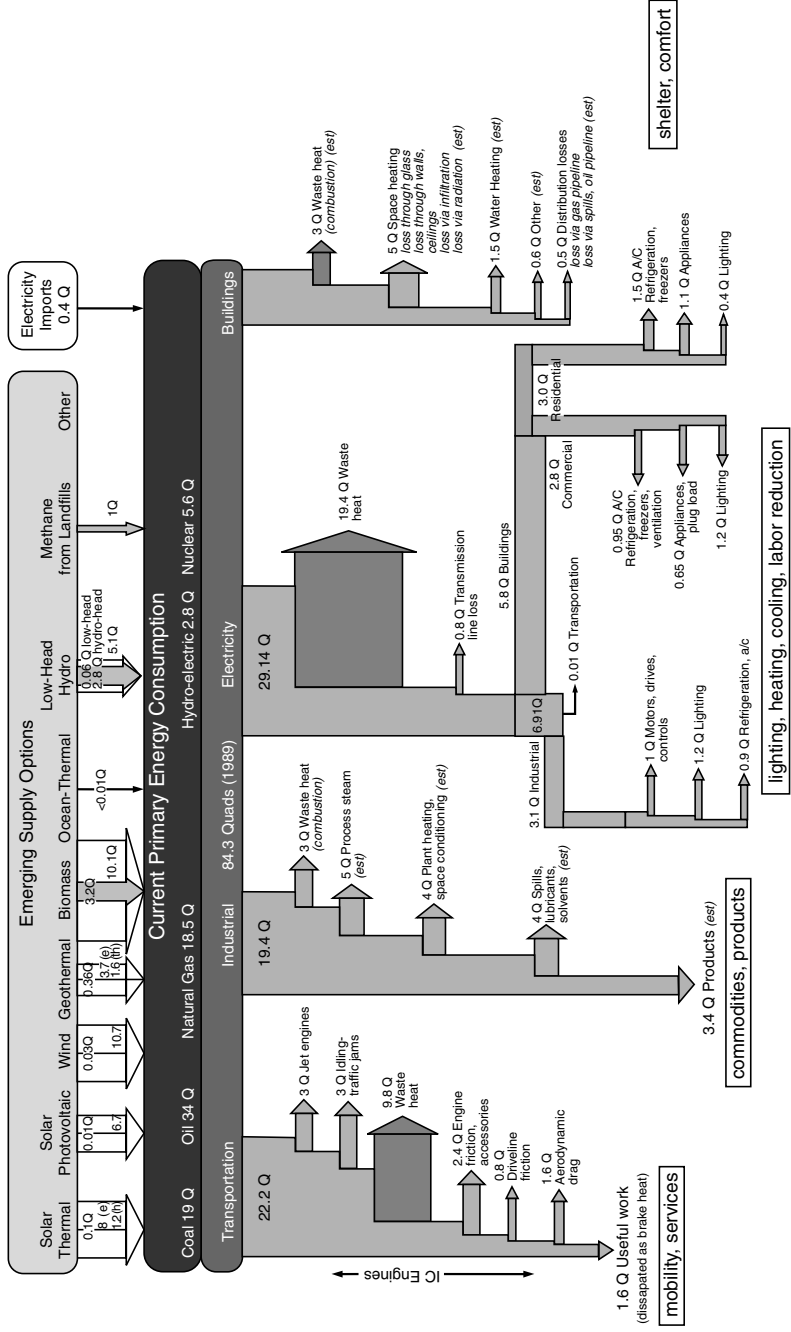 Emerging Supply Options
Solar
Thermal
Solar
Photovoltaic
Wind
Geothermal
Biomass
Ocean-Thermal
Low-Head
Hydro
Methane
from Landfills
Other
Electricity
Imports
0.4 Q
0.1Q
8 (e)
12(h)
0.01Q
6.7
0.03Q
10.7
0.36Q
3.7 (e)
1.6 (th)
3.2Q
10.1Q
<0.01Q
0.06 Q low-head
2.8 Q hydro-head
5.1Q
1Q
Current Primary Energy Consumption
Coal 19 Q
Oil 34 Q
Natural Gas 18.5 Q
Hydro-electric 2.8 Q
Nuclear 5.6 Q
Transportation
Industrial
84.3 Quads (1989)
Electricity
Buildings
22.2 Q
3 Q Jet engines
3 Q Idling-
traffic jams
9.8 Q
Waste
heat
2.4 Q Engine
friction,
accessories
0.8 Q
Driveline
friction
1.6 Q
Aerodynamic
drag
IC Engines
1.6 Q Useful work
(dissapated as brake heat)
mobility, services
19.4 Q
3 Q Waste heat
(combustion)
5 Q Process steam
(est)
4 Q Plant heating,
space conditioning (est)
4 Q Spills,
lubricants,
solvents (est)
3.4 Q Products (est)
commodities, products
29.14 Q
19.4 Q Waste
heat
0.8 Q Transmission
line loss
6.91Q
0.01 Q Transportation
3.1 Q Industrial
1 Q Motors, drives,
controls
1.2 Q Lighting
0.9 Q Refrigeration, a/c
5.8 Q Buildings
2.8 Q
Commercial
3.0 Q
Residential
0.95 Q A/C
Refrigeration,
freezers,
ventilation
0.65 Q Appliances,
plug load
1.2 Q Lighting
1.5 Q A/C
Refrigeration,
freezers
1.1 Q Appliances
0.4 Q Lighting
lighting, heating, cooling, labor reduction
3 Q Waste heat
(combustion) (est)
5 Q Space heating
loss through glass
loss through walls,
ceilings
loss via infiltration
loss via radiation (est)
1.5 Q Water Heating (est)
0.6 Q Other (est)
0.5 Q Distribution losses
loss via gas pipeline
loss via spills, oil pipeline (est)
shelter, comfort